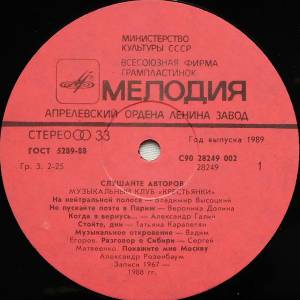 МИНИСТЕРСТВО
КУЛЬТУРЫ СССР
ВСЕСОЮЗНАЯ ФИРМА
ГРАМПЛАСТИНОК
МЕЛОДИЯ
АПРЕЛЕВСКИЙ ОРДЕНА ЛЕНИНА ЗАВОД
СТЕРЕО 33
Год выпуска 1989
ГОСТ 5289-88
С90 28249 002
Гр. 3. 2-25
28249
1
СЛУШАЙТЕ АВТОРОВ
МУЗЫКАЛЬНЫЙ КЛУБ «КРЕСТЬЯНКИ»
На нейтральной полосе — Владимир Высоцкий
Не пускайте поэта в Париж — Вероника Долина
Когда я вернусь... — Александр Галич
Стойте, дни — Татьяна Карапетян
Музыкальное откровение — Вадим
Егоров. Разговор о Сибири — Сергей
Матвеенко. Покажите мне Москву —
Александр Розенбаум
Записи 1967—
1988 гг.